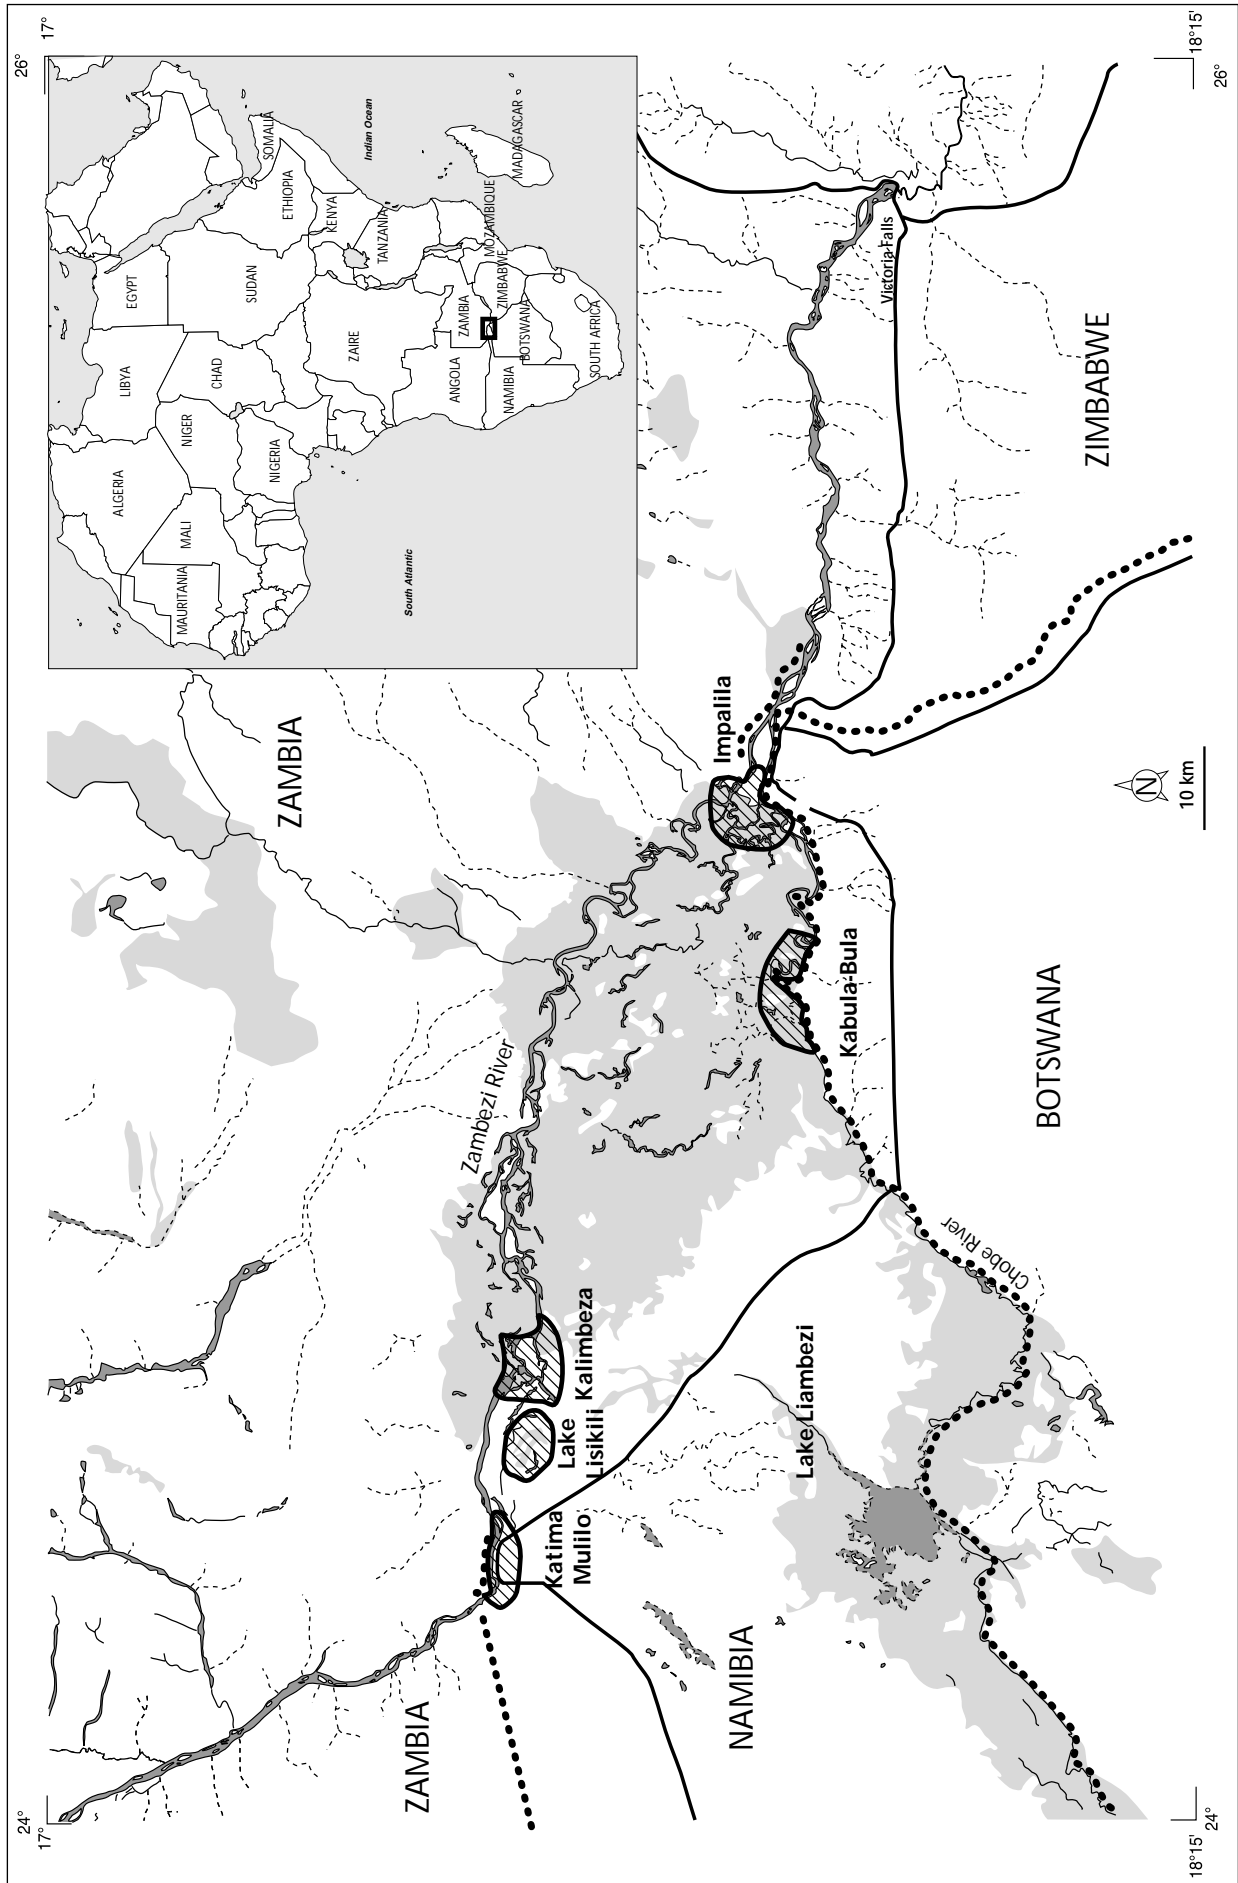 24°
17°
26°
17°
ZAMBIA
ZAMBIA
Zambezi River
Katima
Mulilo
Lake
Lisikili
Kalimbeza
Impalila
Kabula-Bula
Lake Liambezi
Chobe River
NAMIBIA
BOTSWANA
ZIMBABWE
Victoria Falls
N
10 km
18°15'
24°
18°15'
26°
ALGERIA
LIBYA
EGYPT
MAURITANIA
MALI
NIGER
CHAD
SUDAN
NIGERIA
ETHIOPIA
SOMALIA
KENYA
ZAIRE
TANZANIA
ANGOLA
ZAMBIA
MOZAMBIQUE
ZIMBABWE
NAMIBIA
BOTSWANA
SOUTH AFRICA
MADAGASCAR
South Atlantic
Indian Ocean